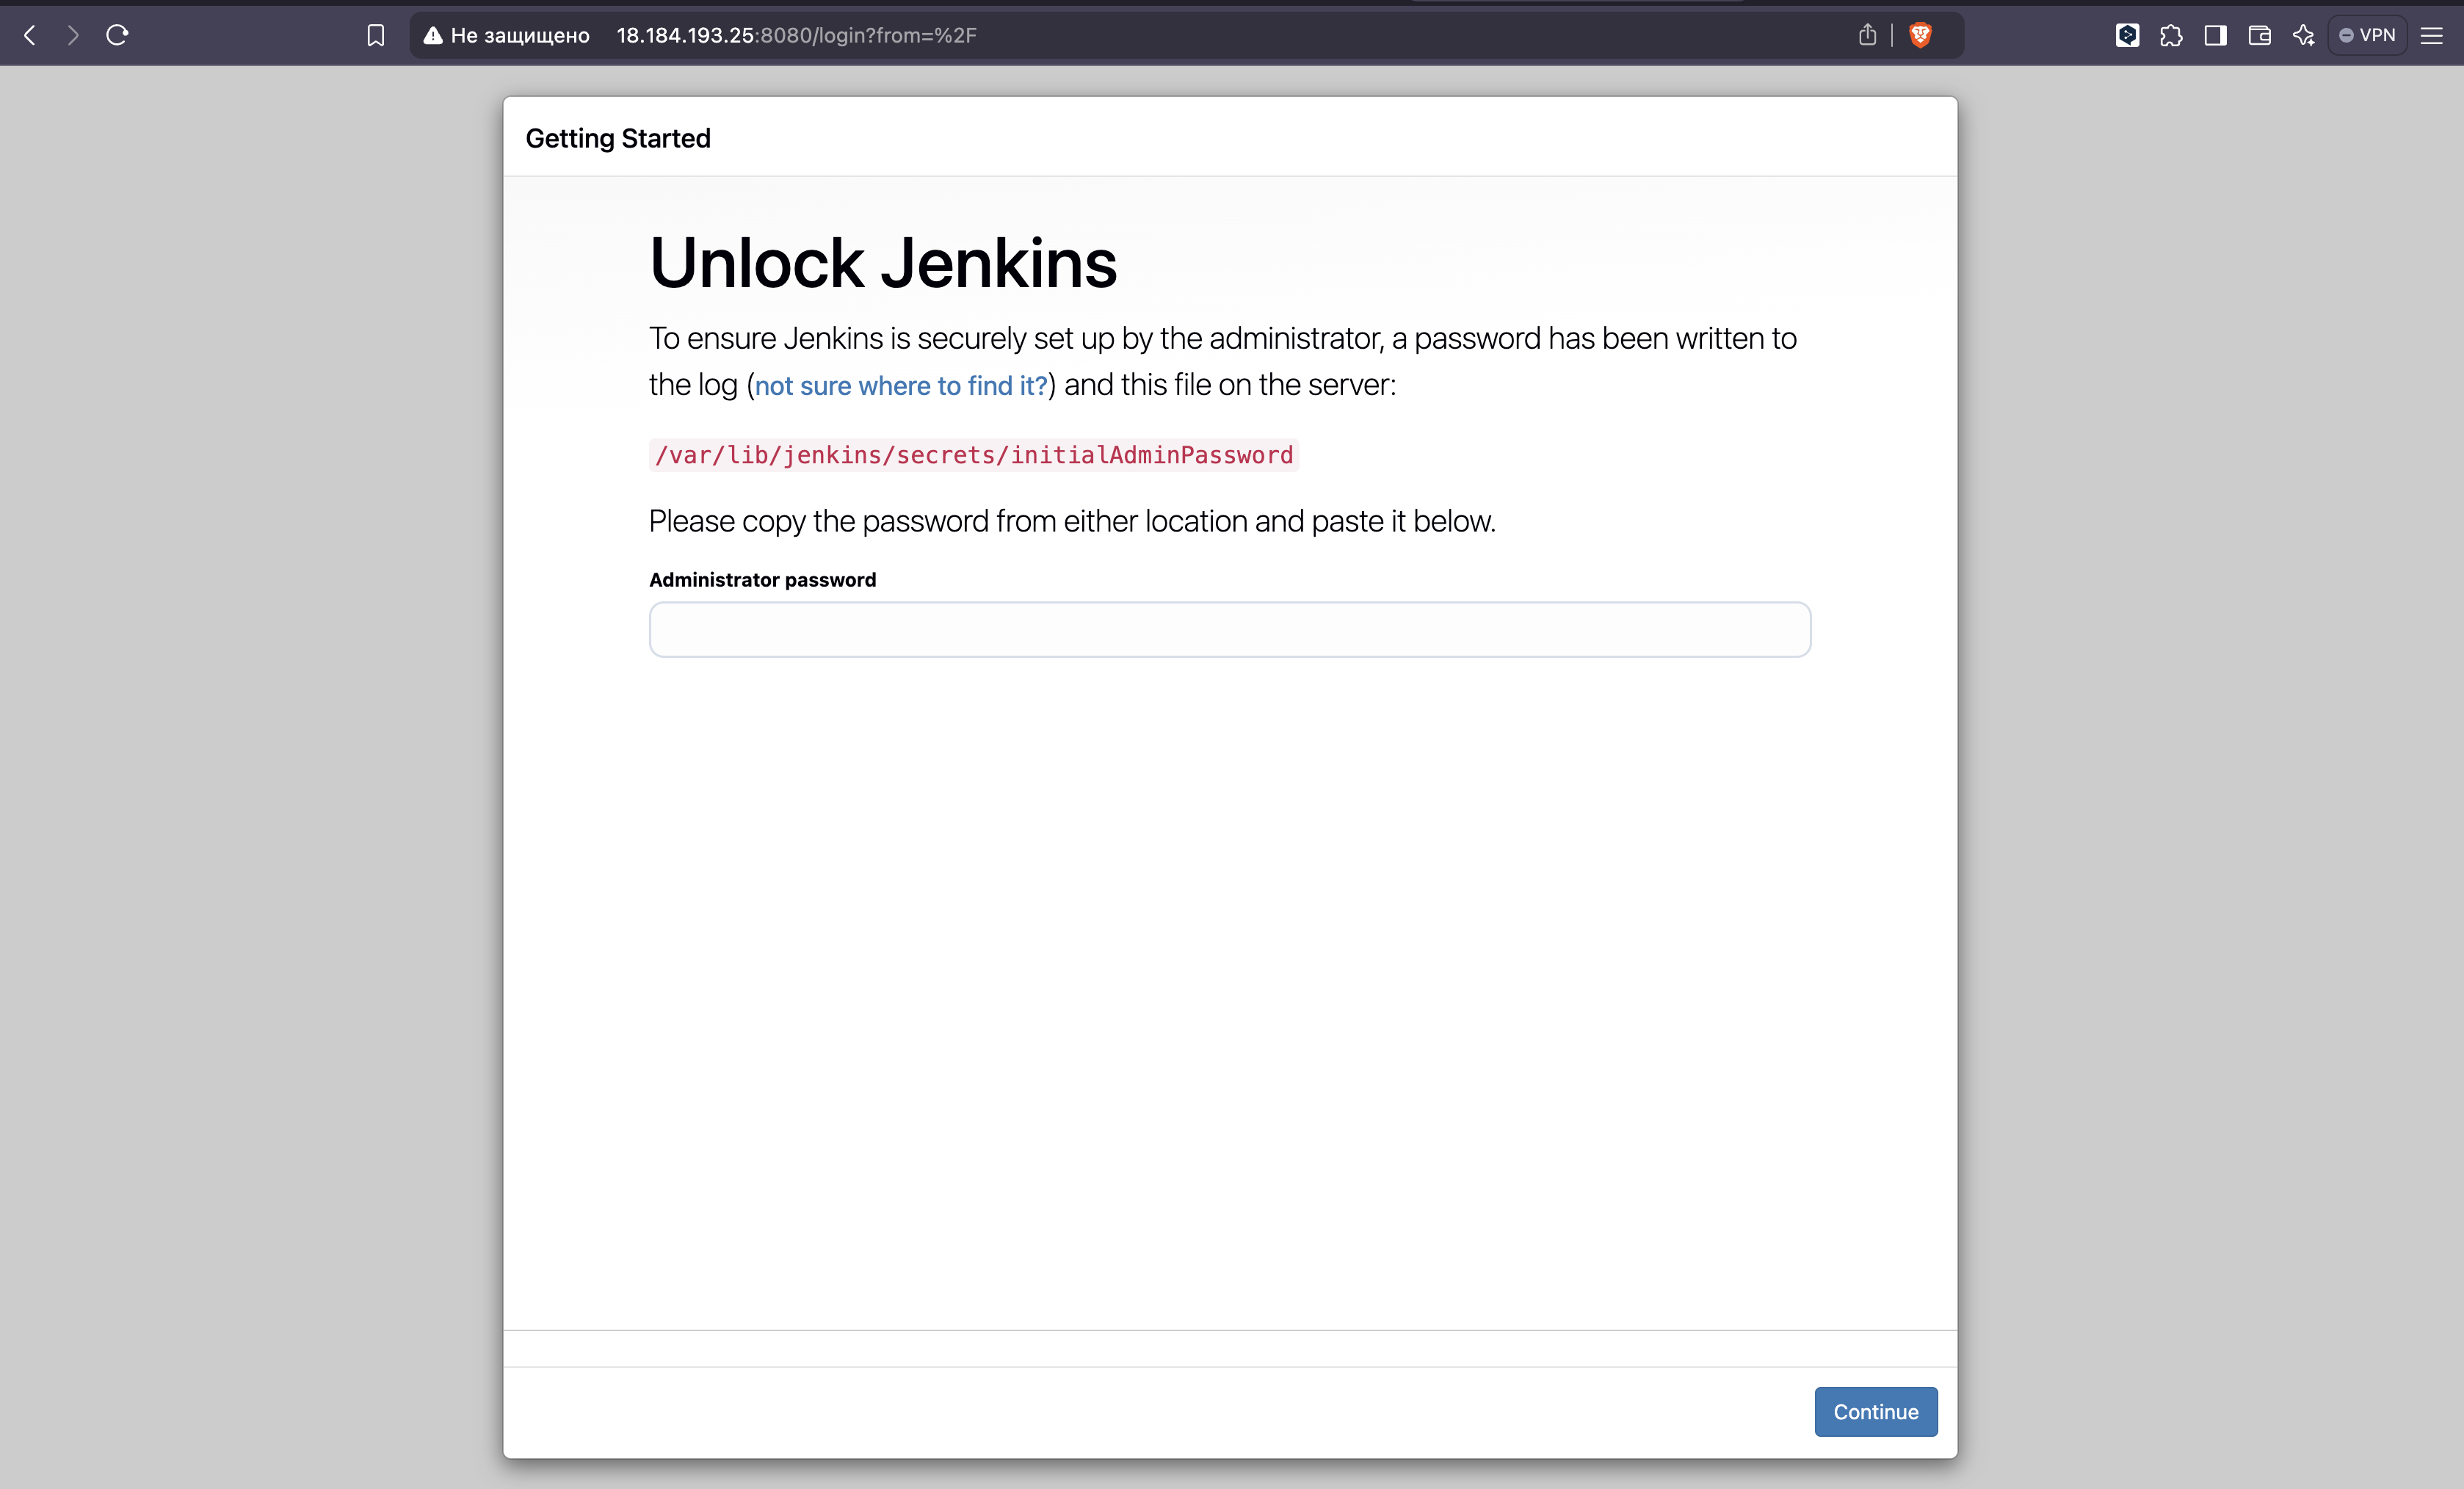 Не защищено 18.184.193.25:8080/login?from=%2F
VPN
Getting Started
Unlock Jenkins
To ensure Jenkins is securely set up by the administrator, a password has been written to
the log (not sure where to find it?) and this file on the server:
/var/lib/jenkins/secrets/initialAdminPassword
Please copy the password from either location and paste it below.
Administrator password
Continue